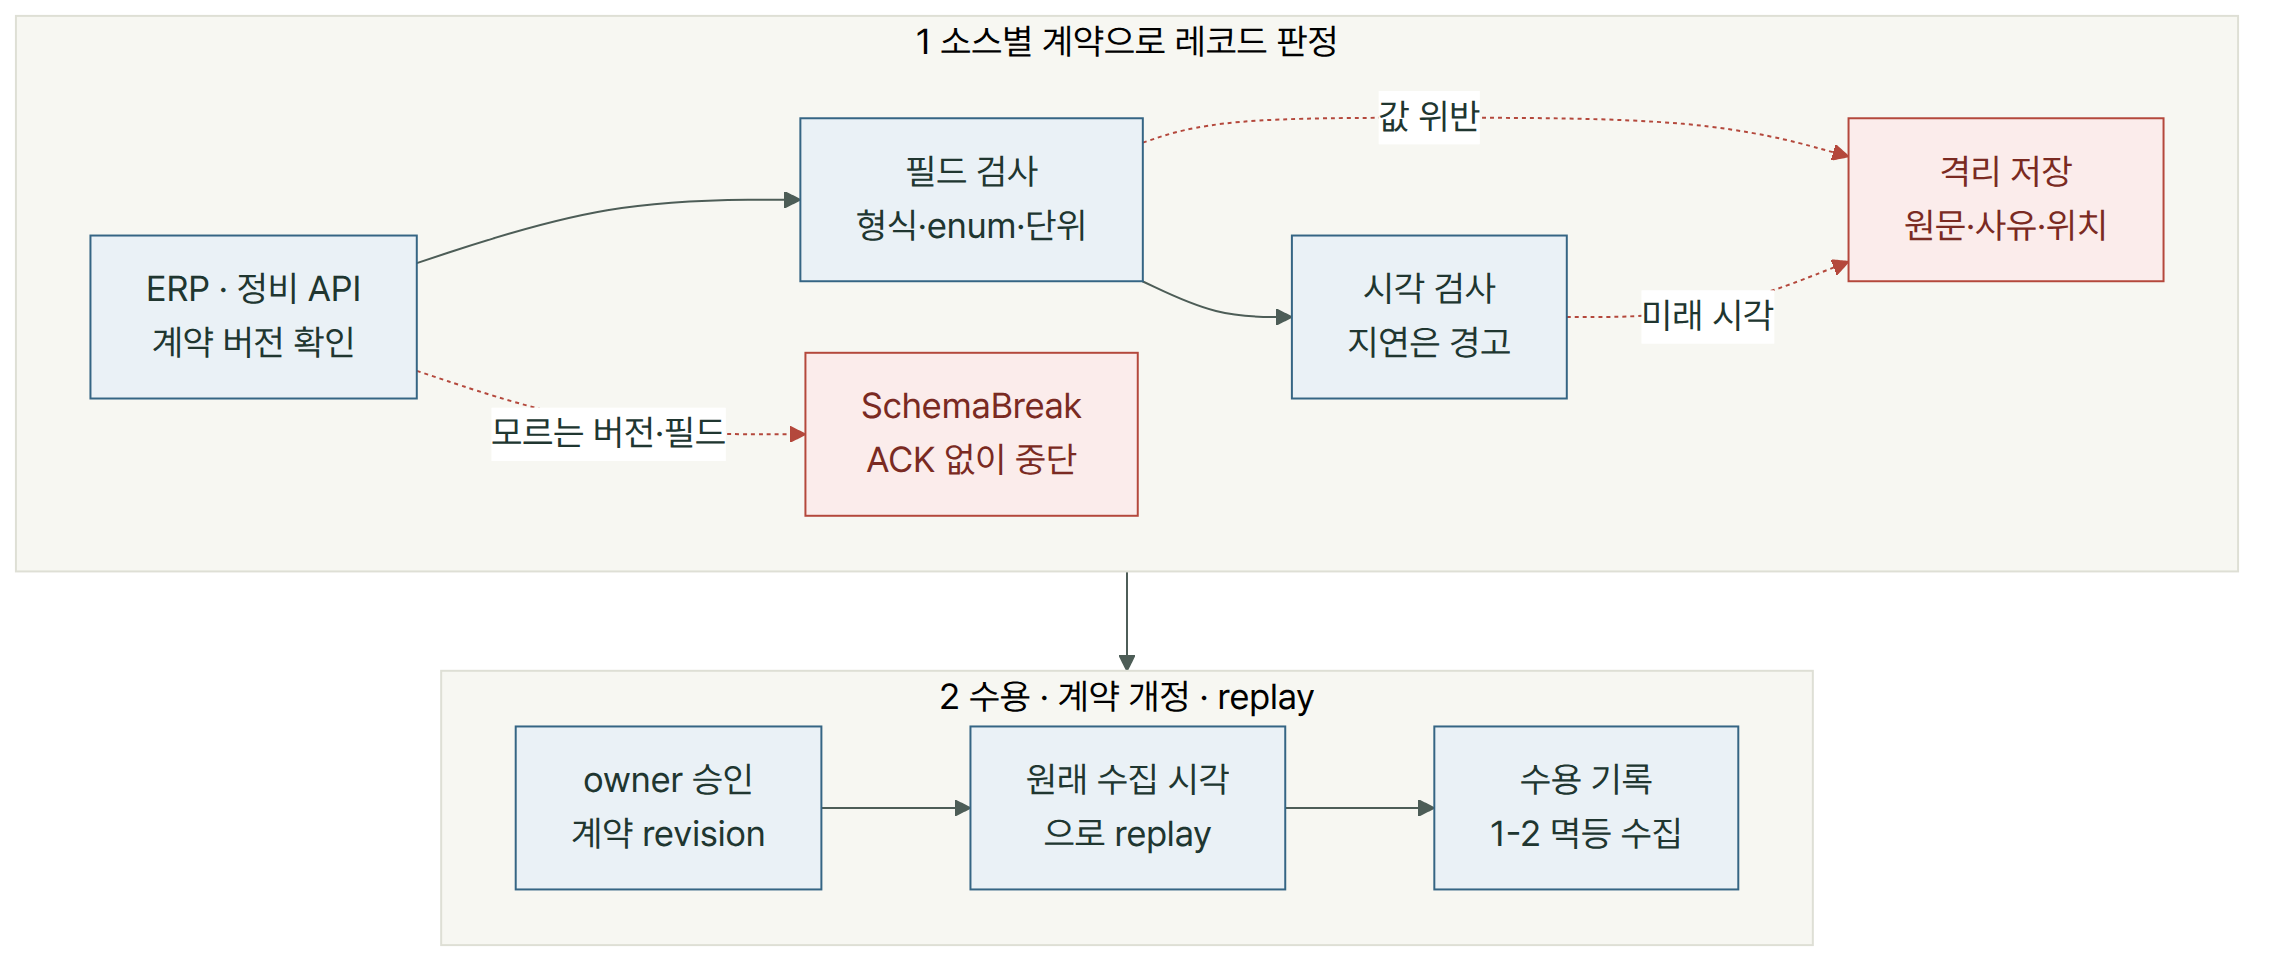 1 소스별 계약으로 레코드 판정
ERP · 정비 API
계약 버전 확인
필드 검사
형식·enum·단위
값 위반
격리 저장
원문·사유·위치
시각 검사
지연은 경고
미래 시각
모르는 버전·필드
SchemaBreak
ACK 없이 중단
2 수용 · 계약 개정 · replay
owner 승인
계약 revision
원래 수집 시각
으로 replay
수용 기록
1-2 멱등 수집